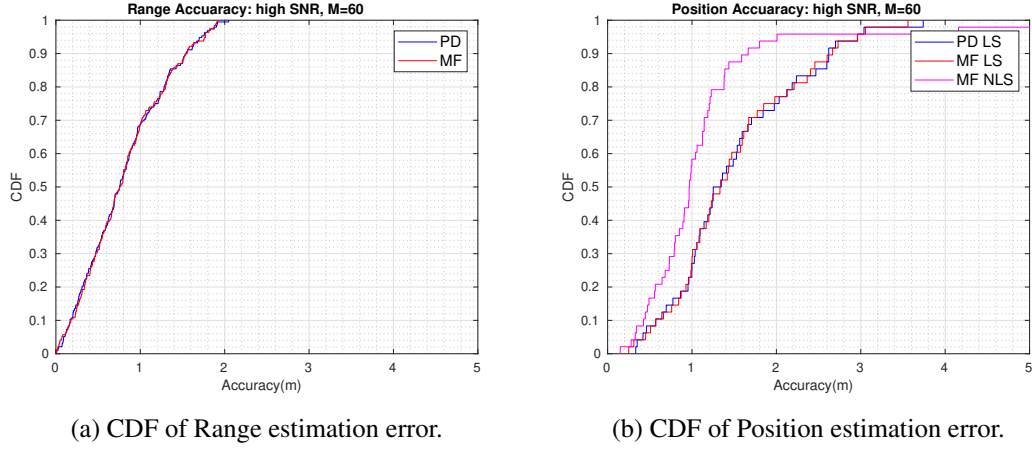 Range Accuaracy: high SNR, M=60
1
0.9
0.8
0.7
0.6
0.5
0.4
0.3
0.2
0.1
0
CDF
PD
MF
0 1 2 3 4 5
Accuracy(m)
(a) CDF of Range estimation error.
Position Accuracy: high SNR, M=60
1
0.9
0.8
0.7
0.6
0.5
0.4
0.3
0.2
0.1
0
CDF
PD LS
MF LS
MF NLS
0 1 2 3 4 5
Accuracy(m)
(b) CDF of Position estimation error.